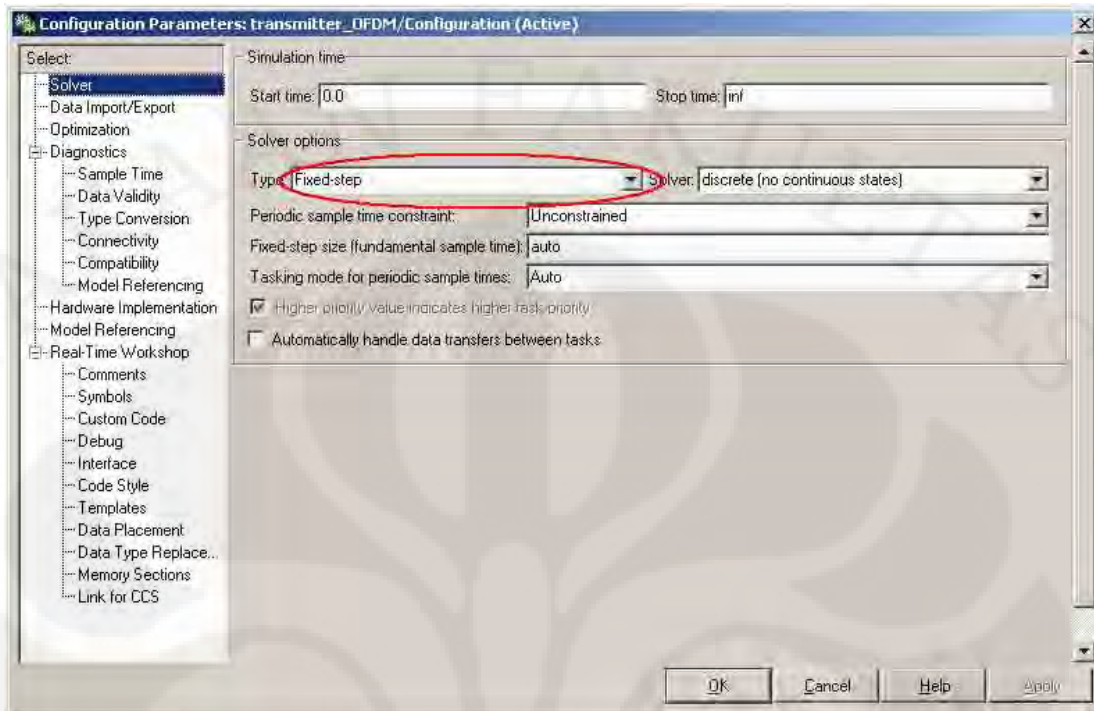 Configuration Parameters: transmitter_OFDM/Configuration (Active)
Select:
Solver
Data Import/Export
Optimization
Diagnostics
Sample Time
Data Validity
Type Conversion
Connectivity
Compatibility
Model Referencing
Hardware Implementation
Model Referencing
Real-Time Workshop
Comments
Symbols
Custom Code
Debug
Interface
Code Style
Templates
Data Placement
Data Type Replace...
Memory Sections
Link for CCS
Simulation time
Start time: 0.0 Stop time: inf
Solver options
Type: Fixed-step Solver: discrete (no continuous states)
Periodic sample time constraint: Unconstrained
Fixed-step size (fundamental sample time): auto
Tasking mode for periodic sample times: Auto
Higher priority value indicates higher task priority
Automatically handle data transfers between tasks
OK Cancel Help Apply